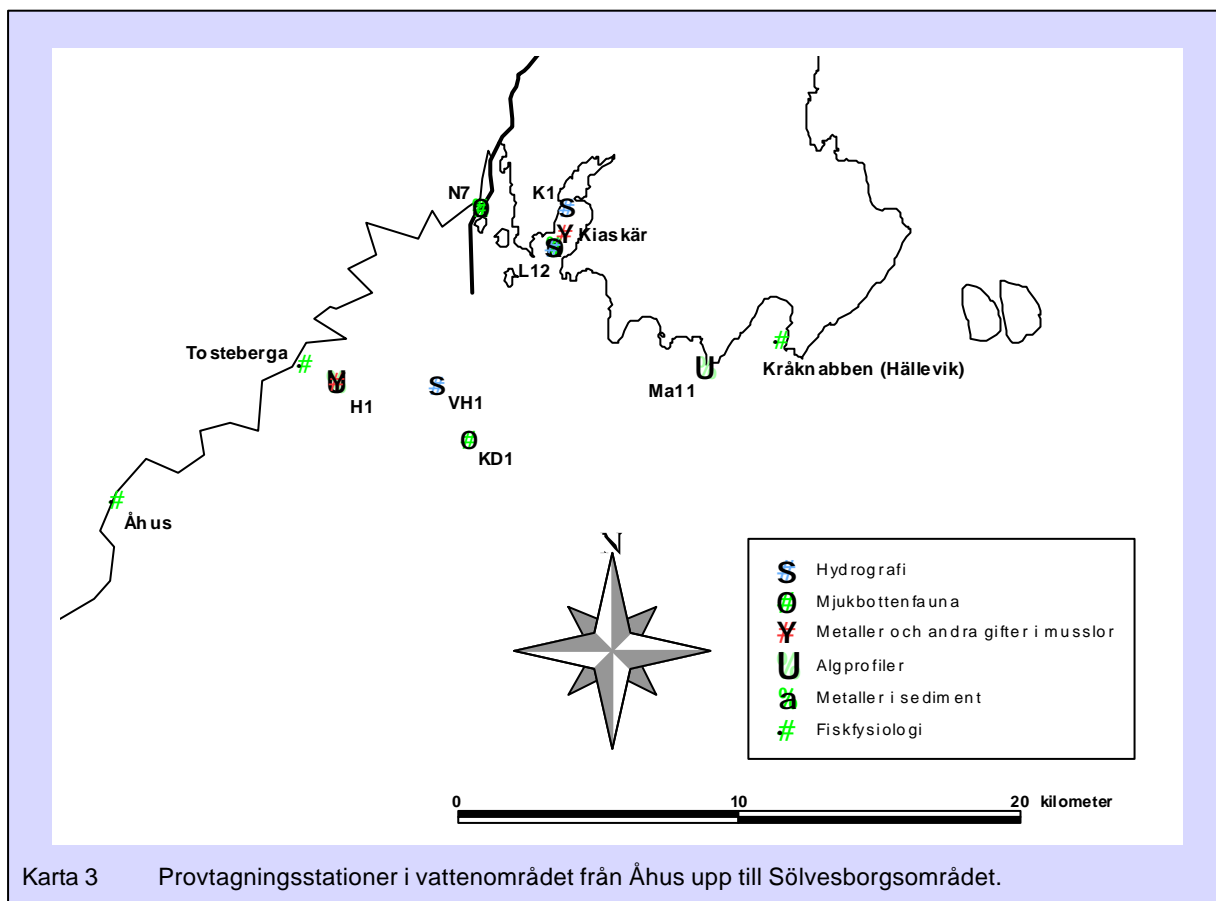 N7
K1
Kiaskär
L12
Tosteberga
H1
VH1
Ma11
Kråknabben (Hällevik)
KD1
Åhus
N
S Hydrografi
O Mjukbottenfauna
Y Metaller och andra gifter i musslor
U Algprofiler
a Metaller i sediment
# Fiskfysiologi
0 10 20 kilometer
Karta 3 Provtagningsstationer i vattenområdet från Åhus upp till Sölvesborgsområdet.